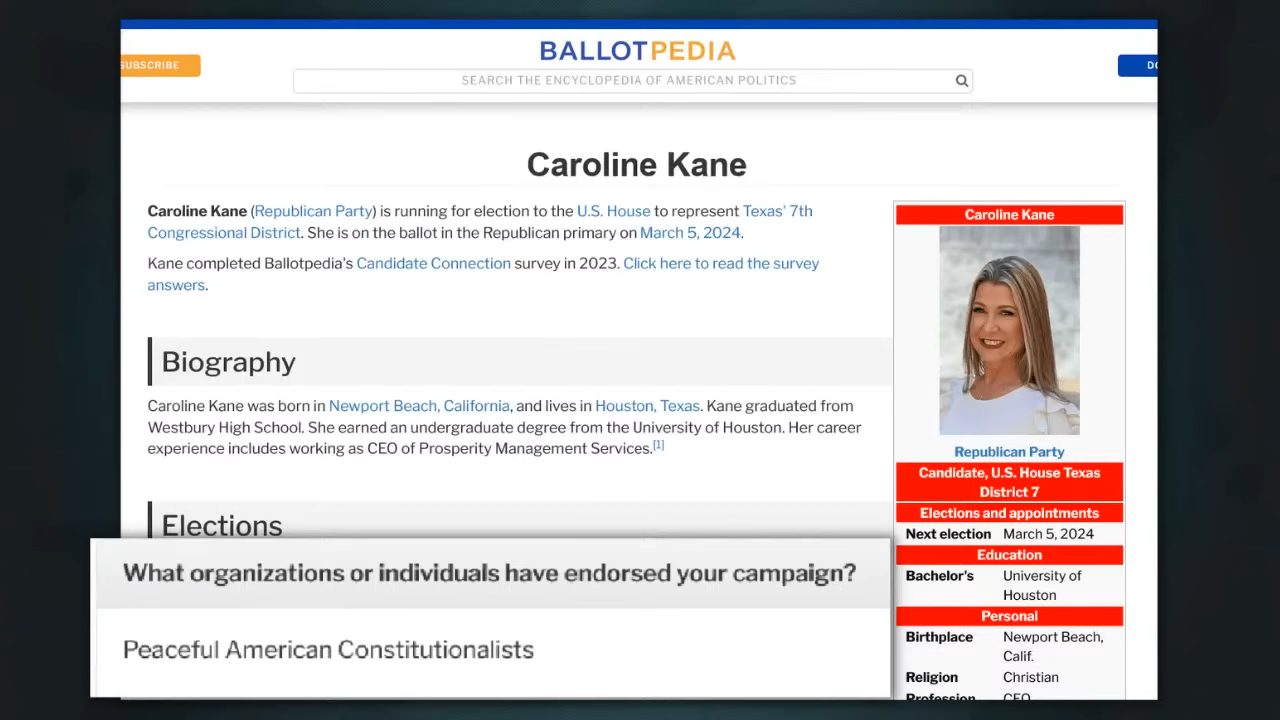 BALLOTPEDIA
SUBSCRIBE
SEARCH THE ENCYCLOPEDIA OF AMERICAN POLITICS
Caroline Kane
Caroline Kane (Republican Party) is running for election to the U.S. House to represent Texas' 7th
Congressional District. She is on the ballot in the Republican primary on March 5, 2024.
Kane completed Ballotpedia's Candidate Connection survey in 2023. Click here to read the survey
answers.
Biography
Caroline Kane was born in Newport Beach, California, and lives in Houston, Texas. Kane graduated from
Westbury High School. She earned an undergraduate degree from the University of Houston. Her career
experience includes working as CEO of Prosperity Management Services.[1]
Elections
What organizations or individuals have endorsed your campaign?
Peaceful American Constitutionalists
Caroline Kane
Republican Party
Candidate, U.S. House Texas
District 7
Elections and appointments
Next election March 5, 2024
Education
Bachelor's University of
Houston
Personal
Birthplace Newport Beach,
Calif.
Religion Christian
Profession CEO